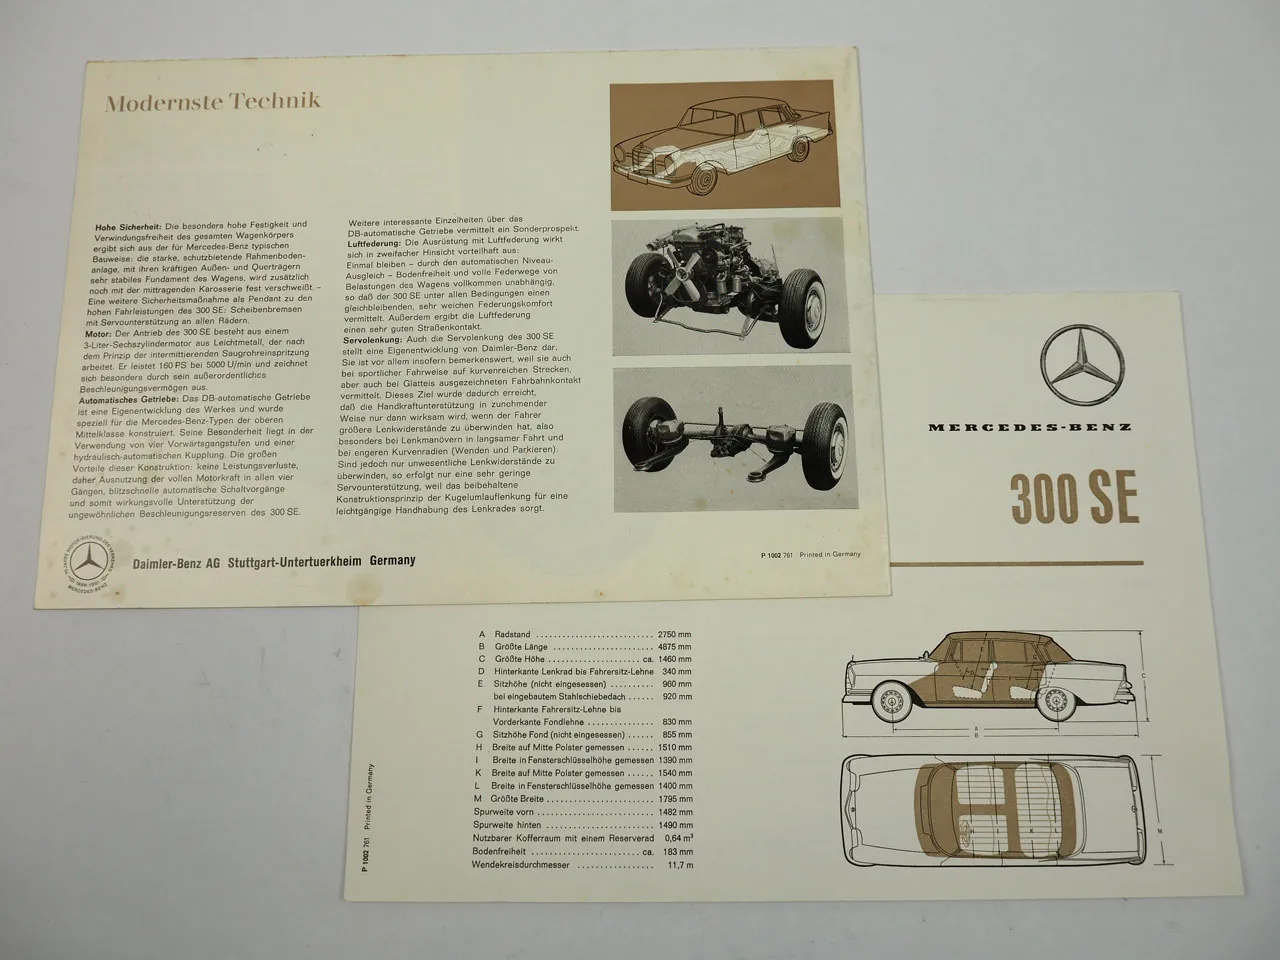 Modernste Technik
Hohe Sicherheit: Die besonders hohe Festigkeit und
Verwindungsfreiheit des gesamten Wagenkörpers
ergibt sich aus der für Mercedes-Benz typischen
Bauweise: die starke, schutzbietende Rahmenboden-
anlage, mit ihren kräftigen Außen- und Querträgern
sehr stabiles Fundament des Wagens, wird zusätzlich
noch mit der mittragenden Karosserie fest verschweißt. –
Eine weitere Sicherheitsmaßnahme als Pendant zu den
hohen Fahrleistungen des 300 SE: Scheibenbremsen
mit Servounterstützung an allen Rädern.
Motor: Der Antrieb des 300 SE besteht aus einem
3-Liter-Sechszylindermotor aus Leichtmetall, der nach
dem Prinzip der intermittierenden Saugrohreinspritzung
arbeitet. Er leistet 160 PS bei 5000 U/min und zeichnet
sich besonders durch sein außerordentliches
Beschleunigungsvermögen aus.
Automatisches Getriebe: Das DB-automatische Getriebe
ist eine Eigenentwicklung des Werkes und wurde
speziell für die Mercedes-Benz-Typen der oberen
Mittelklasse konstruiert. Seine Besonderheit liegt in der
Verwendung von vier Vorwärtsgangstufen und einer
hydraulisch-automatischen Kupplung. Die großen
Vorteile dieser Konstruktion: keine Leistungsverluste,
daher Ausnutzung der vollen Motorkraft in allen vier
Gängen, blitzschnelle automatische Schaltvorgänge
und somit wirkungsvolle Unterstützung der
ungewöhnlichen Beschleunigungsreserven des 300 SE.
Weitere interessante Einzelheiten über das
DB-automatische Getriebe vermittelt ein Sonderprospekt.
Luftfederung: Die Ausrüstung mit Luftfederung wirkt
sich in zweifacher Hinsicht vorteilhaft aus:
Einmal bleiben – durch den automatischen Niveau-
Ausgleich – Bodenfreiheit und volle Federwege von
Belastungen des Wagens vollkommen unabhängig,
so daß der 300 SE unter allen Bedingungen einen
gleichbleibenden, sehr weichen Federungskomfort
vermittelt. Außerdem ergibt die Luftfederung
einen sehr guten Straßenkontakt.
Servolenkung: Auch die Servolenkung des 300 SE
stellt eine Eigenentwicklung von Daimler-Benz dar.
Sie ist vor allem insofern bemerkenswert, weil sie auch
bei sportlicher Fahrweise auf kurvenreichen Strecken,
aber auch bei Glatteis ausgezeichneten Fahrbahnkontakt
vermittelt. Dieses Ziel wurde dadurch erreicht,
daß die Handkraftunterstützung in zunehmender
Weise nur dann wirksam wird, wenn der Fahrer
größere Lenkwiderstände zu überwinden hat, also
besonders bei Lenkmanövern in langsamer Fahrt und
bei engeren Kurvenradien (Wenden und Parkieren).
Sind jedoch nur unwesentliche Lenkwiderstände zu
überwinden, so erfolgt nur eine sehr geringe
Servounterstützung, weil das beibehaltene
Konstruktionsprinzip der Kugelumlauflenkung für eine
leichtgängige Handhabung des Lenkrades sorgt.
75 JAHRE MOTORISIERUNG DES VERKEHRS
1886-1961
MERCEDES-BENZ
Daimler-Benz AG Stuttgart-Untertuerkheim Germany
P 1002 761 Printed in Germany
MERCEDES-BENZ
300 SE
A Radstand 2750 mm
B Größte Länge 4875 mm
C Größte Höhe ca. 1460 mm
D Hinterkante Lenkrad bis Fahrersitz-Lehne 340 mm
E Sitzhöhe (nicht eingesessen) 960 mm
bei eingebautem Stahlschiebedach 920 mm
F Hinterkante Fahrersitz-Lehne bis
Vorderkante Fondlehne 830 mm
G Sitzhöhe Fond (nicht eingesessen) 855 mm
H Breite auf Mitte Polster gemessen 1510 mm
I Breite in Fensterschlüsselhöhe gemessen 1390 mm
K Breite auf Mitte Polster gemessen 1540 mm
L Breite in Fensterschlüsselhöhe gemessen 1400 mm
M Größte Breite 1795 mm
Spurweite vorn 1482 mm
Spurweite hinten 1490 mm
Nutzbarer Kofferraum mit einem Reserverad 0,64 m³
Bodenfreiheit ca. 183 mm
Wendekreisdurchmesser 11,7 m
P 1002 761 Printed in Germany
C
A
B
H I K L
M